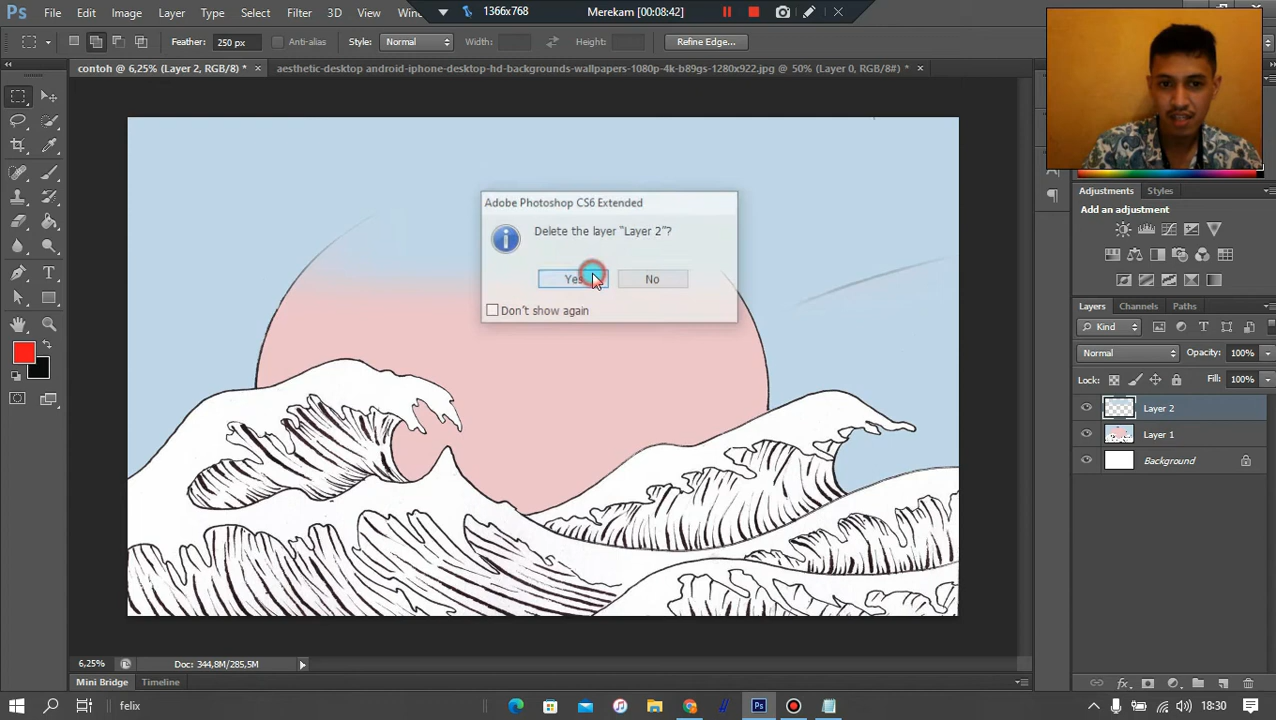 Ps File Edit Image Layer Type Select Filter 3D View Win
1366x768 Merekam [00:08:42]
Feather: 250 px Anti-alias Style: Normal Width: Height: Refine Edge...
contoh @ 6,25% (Layer 2, RGB/8) * × aesthetic-desktop android-iphone-desktop-hd-backgrounds-wallpapers-1080p-4k-b89gs-1280x922.jpg @ 50% (Layer 0, RGB/8#) * ×
Adobe Photoshop CS6 Extended
Delete the layer "Layer 2"?
Yes No
Don't show again
Adjustments Styles
Add an adjustment
Layers Channels Paths
Kind
Normal Opacity: 100%
Lock: Fill: 100%
Layer 2
Layer 1
Background
6,25% Doc: 344,8M/285,5M
Mini Bridge Timeline
felix
Ps
18:30